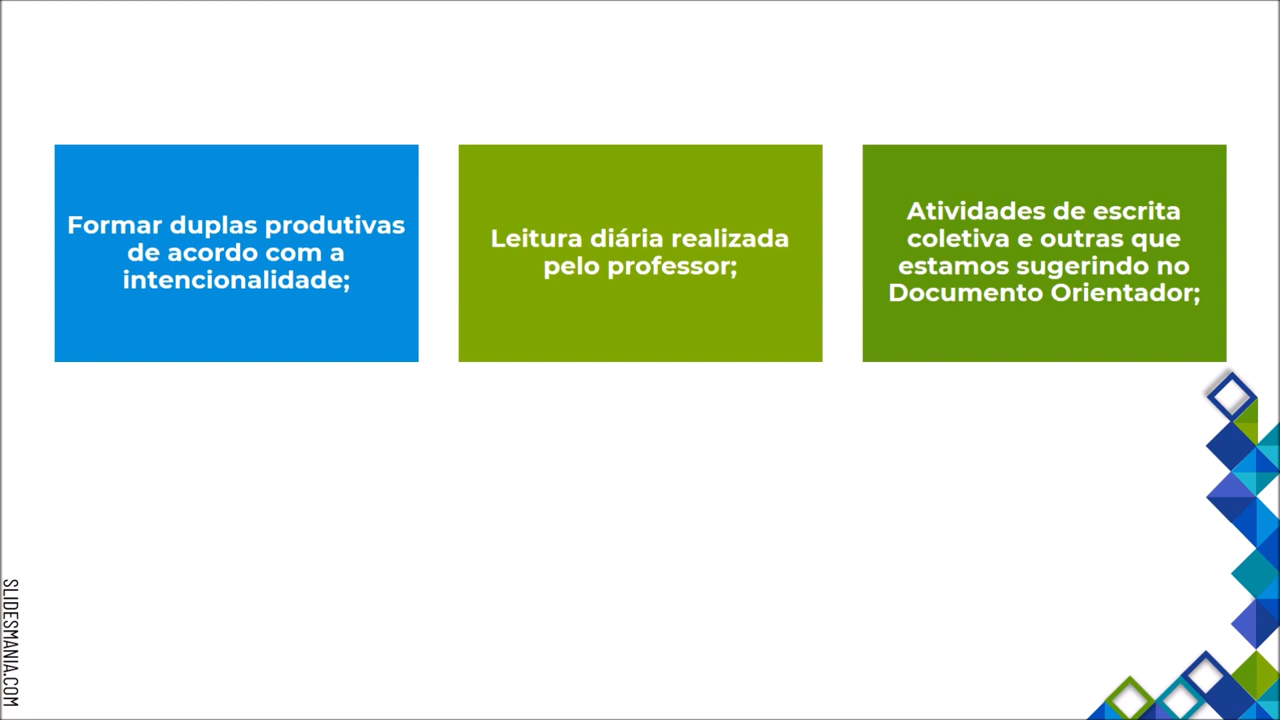 Formar duplas produtivas
de acordo com a
intencionalidade;
Leitura diária realizada
pelo professor;
Atividades de escrita
coletiva e outras que
estamos sugerindo no
Documento Orientador;
SLIDESMANIA.COM